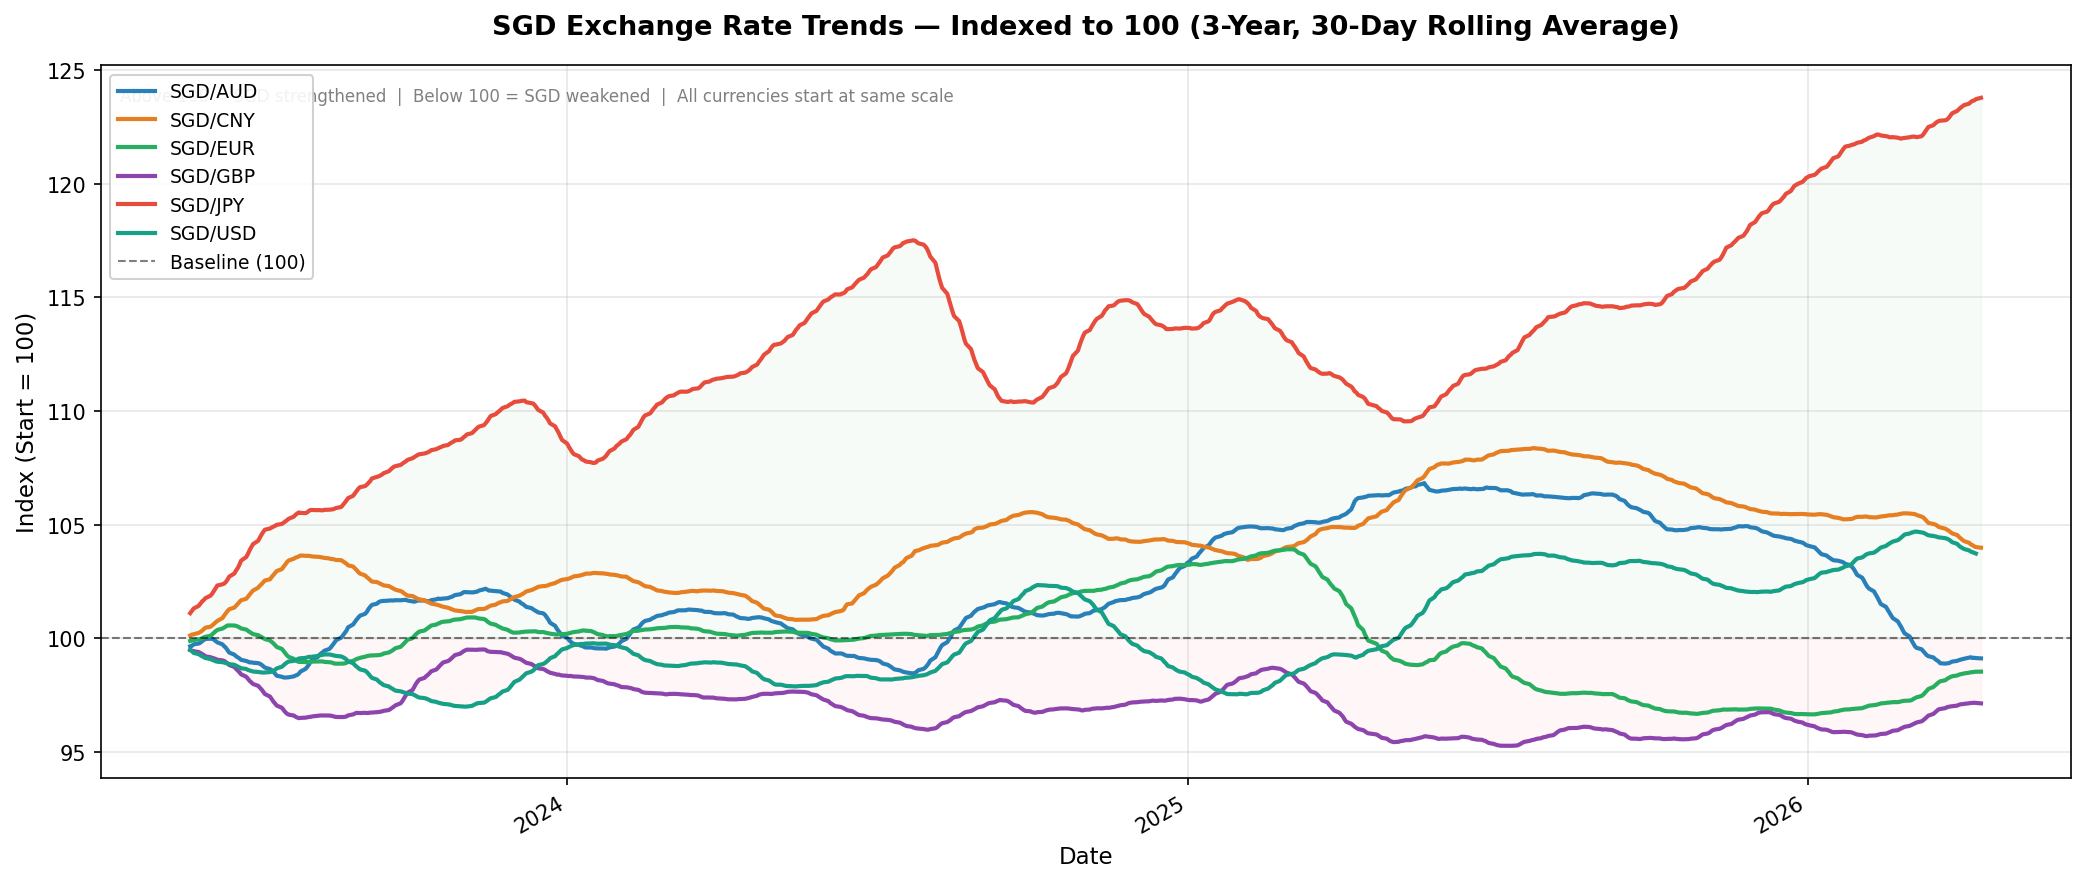 SGD Exchange Rate Trends — Indexed to 100 (3-Year, 30-Day Rolling Average)
125
120
115
110
105
100
95
Index (Start = 100)
strengthened | Below 100 = SGD weakened | All currencies start at same scale
SGD/AUD
SGD/CNY
SGD/EUR
SGD/GBP
SGD/JPY
SGD/USD
Baseline (100)
2024
2025
2026
Date